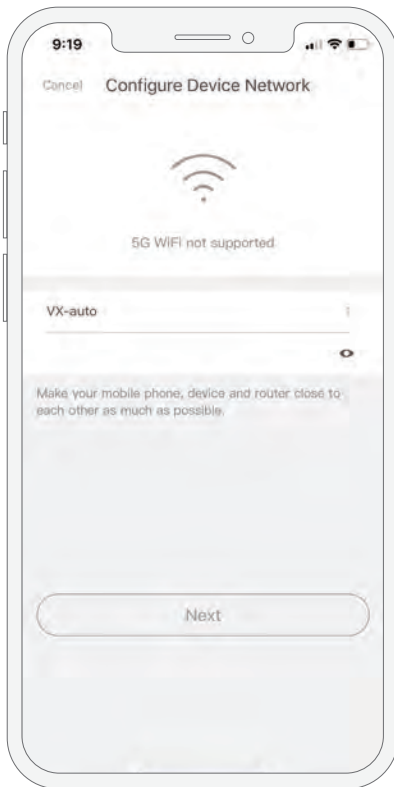 9:19
Cancel Configure Device Network
5G WiFi not supported
VX-auto
Make your mobile phone, device and router close to
each other as much as possible.
Next